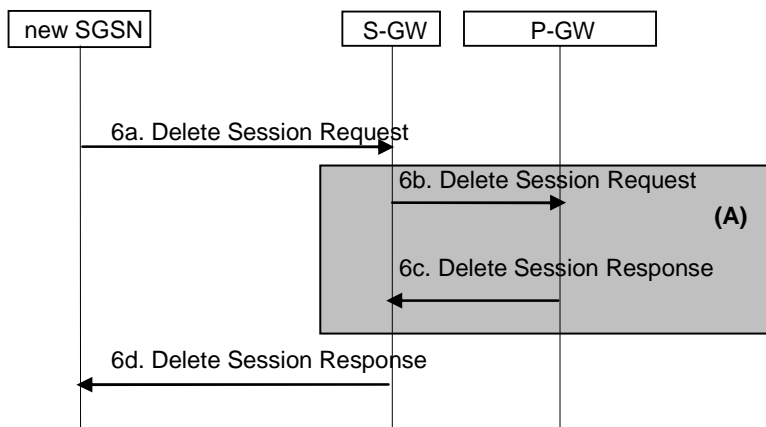 new SGSN
S-GW
P-GW
6a. Delete Session Request
6b. Delete Session Request
(A)
6c. Delete Session Response
6d. Delete Session Response